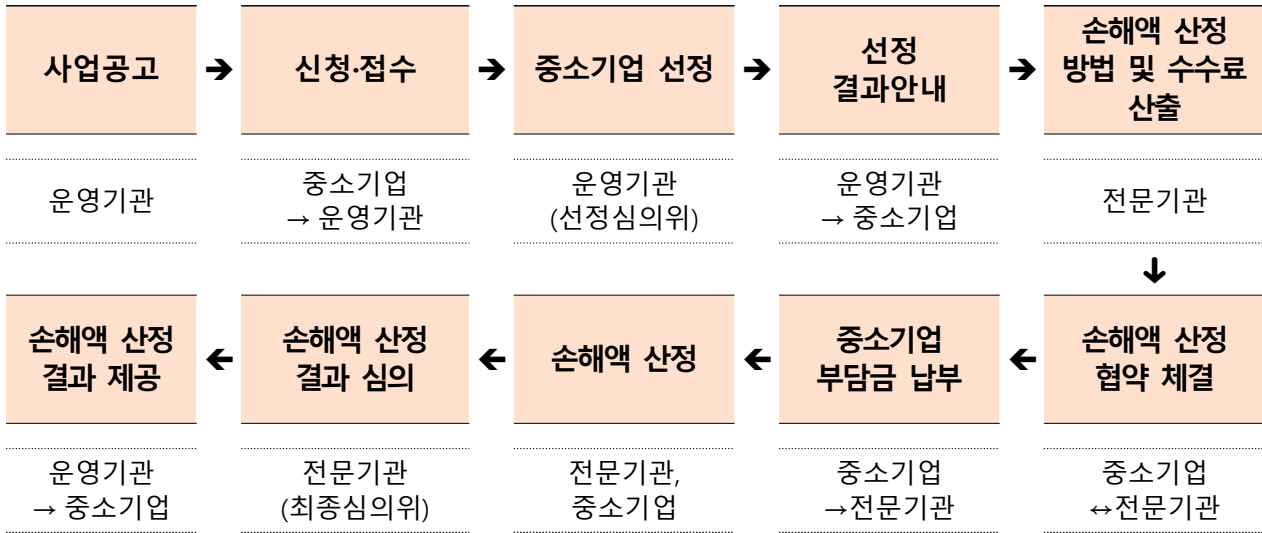 사업공고 ➔ 신청·접수 ➔ 중소기업 선정 ➔ 선정
결과안내 ➔ 손해액 산정
방법 및 수수료
산출
운영기관
중소기업
→ 운영기관
운영기관
(선정심의위)
운영기관
→ 중소기업
전문기관
➔
손해액 산정
결과 제공
손해액 산정
결과 심의
손해액 산정
중소기업
부담금 납부
손해액 산정
협약 체결
운영기관
→ 중소기업
전문기관
(최종심의위)
전문기관,
중소기업
중소기업
→전문기관
중소기업
↔전문기관